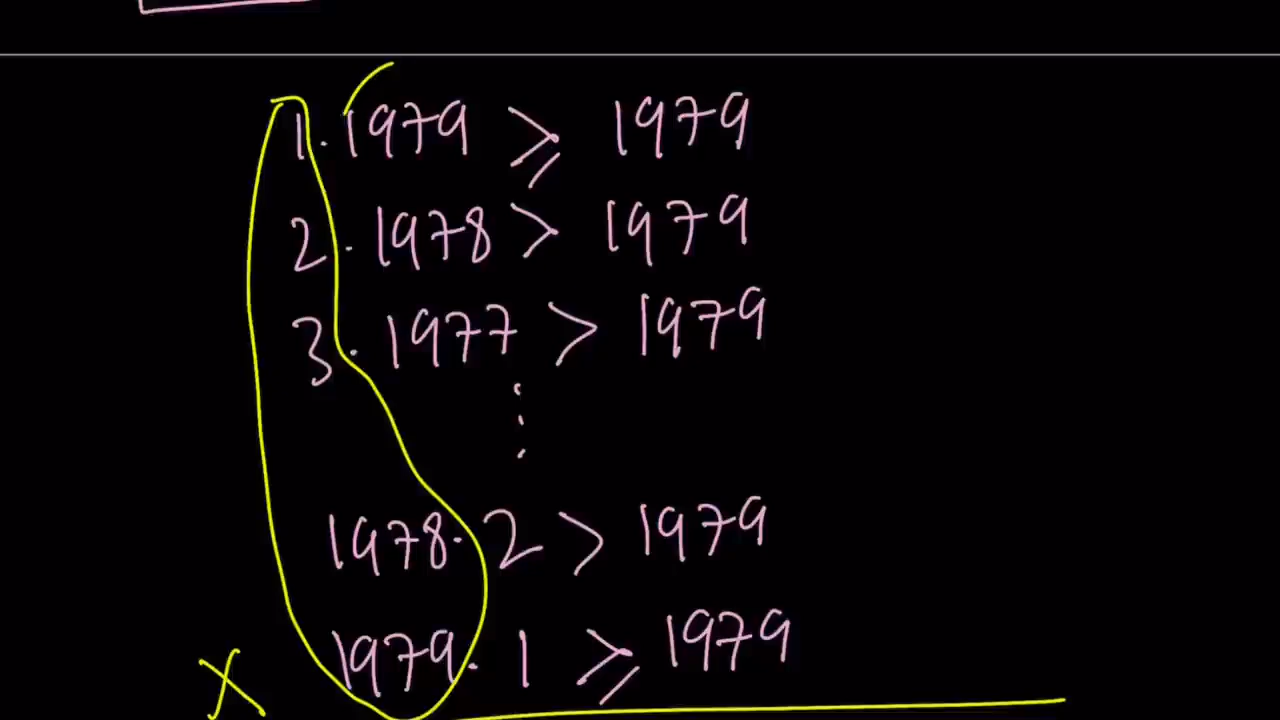 1. 1979 ⩾ 1979
2. 1978 > 1979
3. 1977 > 1979
⋮
1978. 2 > 1979
1979. 1 ⩾ 1979
X